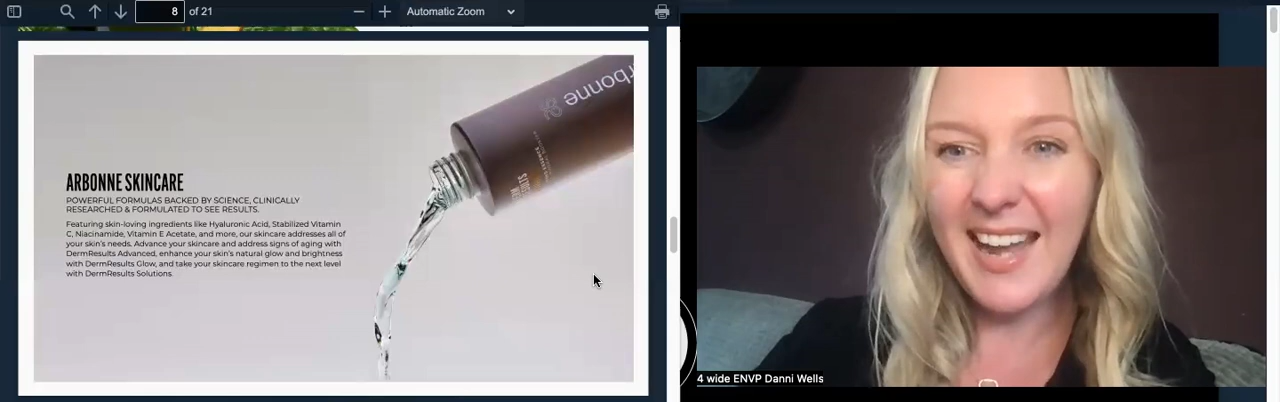 8 of 21
Automatic Zoom
ARBONNE SKINCARE
POWERFUL FORMULAS BACKED BY SCIENCE, CLINICALLY
RESEARCHED & FORMULATED TO SEE RESULTS.
Featuring skin-loving ingredients like Hyaluronic Acid, Stabilized Vitamin
C, Niacinamide, Vitamin E Acetate, and more, our skincare addresses all of
your skin's needs. Advance your skincare and address signs of aging with
DermResults Advanced, enhance your skin's natural glow and brightness
with DermResults Glow, and take your skincare regimen to the next level
with DermResults Solutions.
rbonne
4 wide ENVP Danni Wells